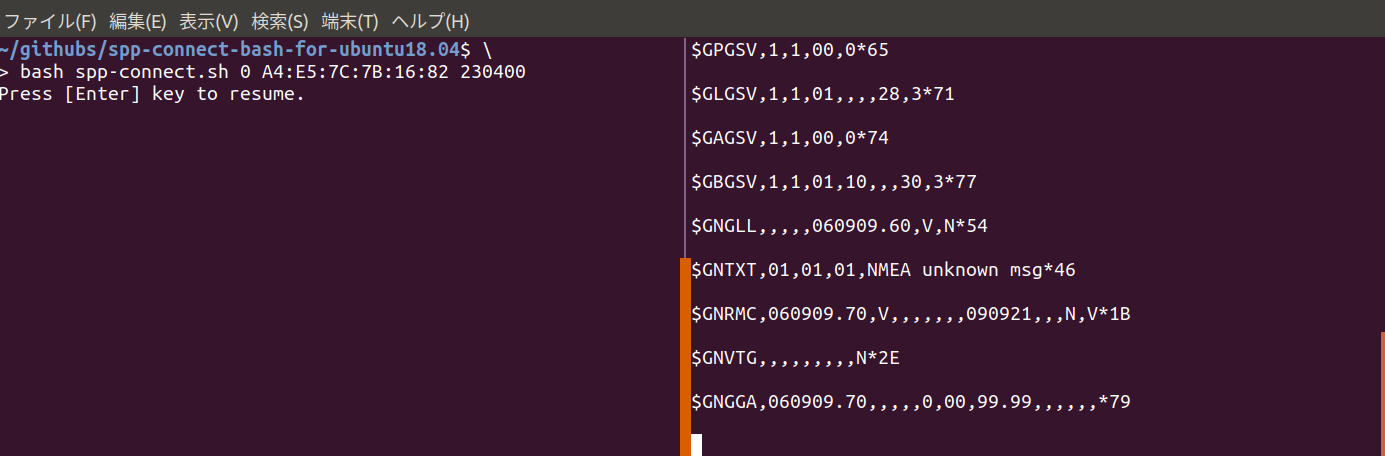 ファイル(F) 編集(E) 表示(V) 検索(S) 端末(T) ヘルプ(H)
~/githubs/spp-connect-bash-for-ubuntu18.04$ \
> bash spp-connect.sh 0 A4:E5:7C:7B:16:82 230400
Press [Enter] key to resume.
$GPGSV,1,1,00,0*65
$GLGSV,1,1,01,,,,28,3*71
$GAGSV,1,1,00,0*74
$GBGSV,1,1,01,10,,,30,3*77
$GNGLL,,,,,060909.60,V,N*54
$GNTXT,01,01,01,NMEA unknown msg*46
$GNRMC,060909.70,V,,,,,,,090921,,,N,V*1B
$GNVTG,,,,,,,,,N*2E
$GNGGA,060909.70,,,,,0,00,99.99,,,,,,*79